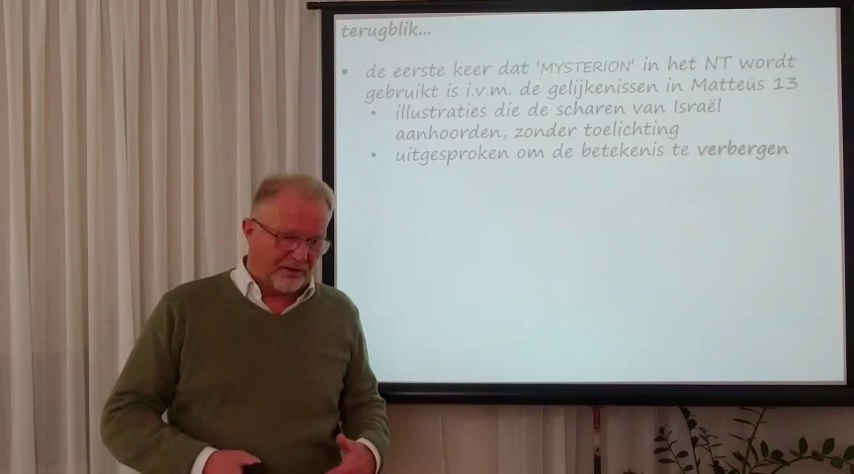 terugblik...
▪ de eerste keer dat 'MYSTERION' in het NT wordt
gebruikt is i.v.m. de gelijkenissen in Matteüs 13
• illustraties die de scharen van Israël
aanhoorden, zonder toelichting
• uitgesproken om de betekenis te verbergen